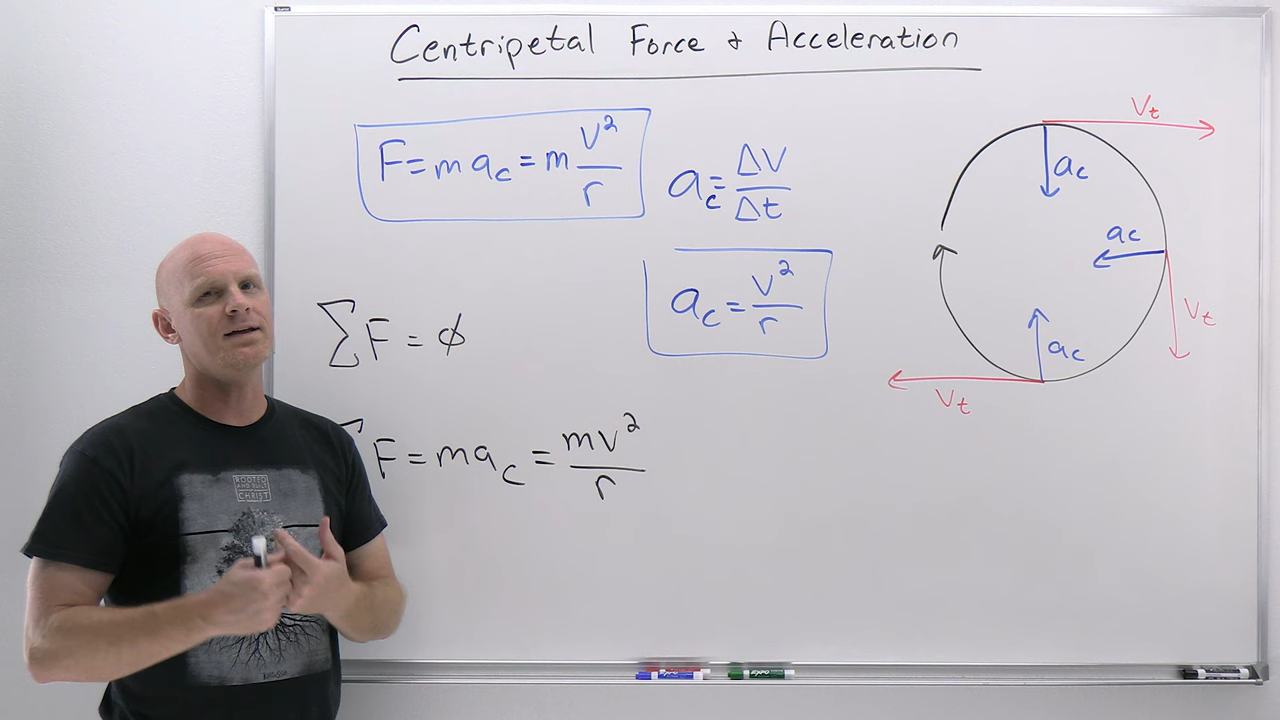 Centripetal Force + Acceleration
F = m a_c = m v²/r
a_c = ΔV/Δt
a_c = v²/r
ΣF = ϕ
ΣF = ma_c = mv²/r
V_t
a_c
a_c
V_t
a_c
V_t
ROOTED
AND BUILT
CHRIST